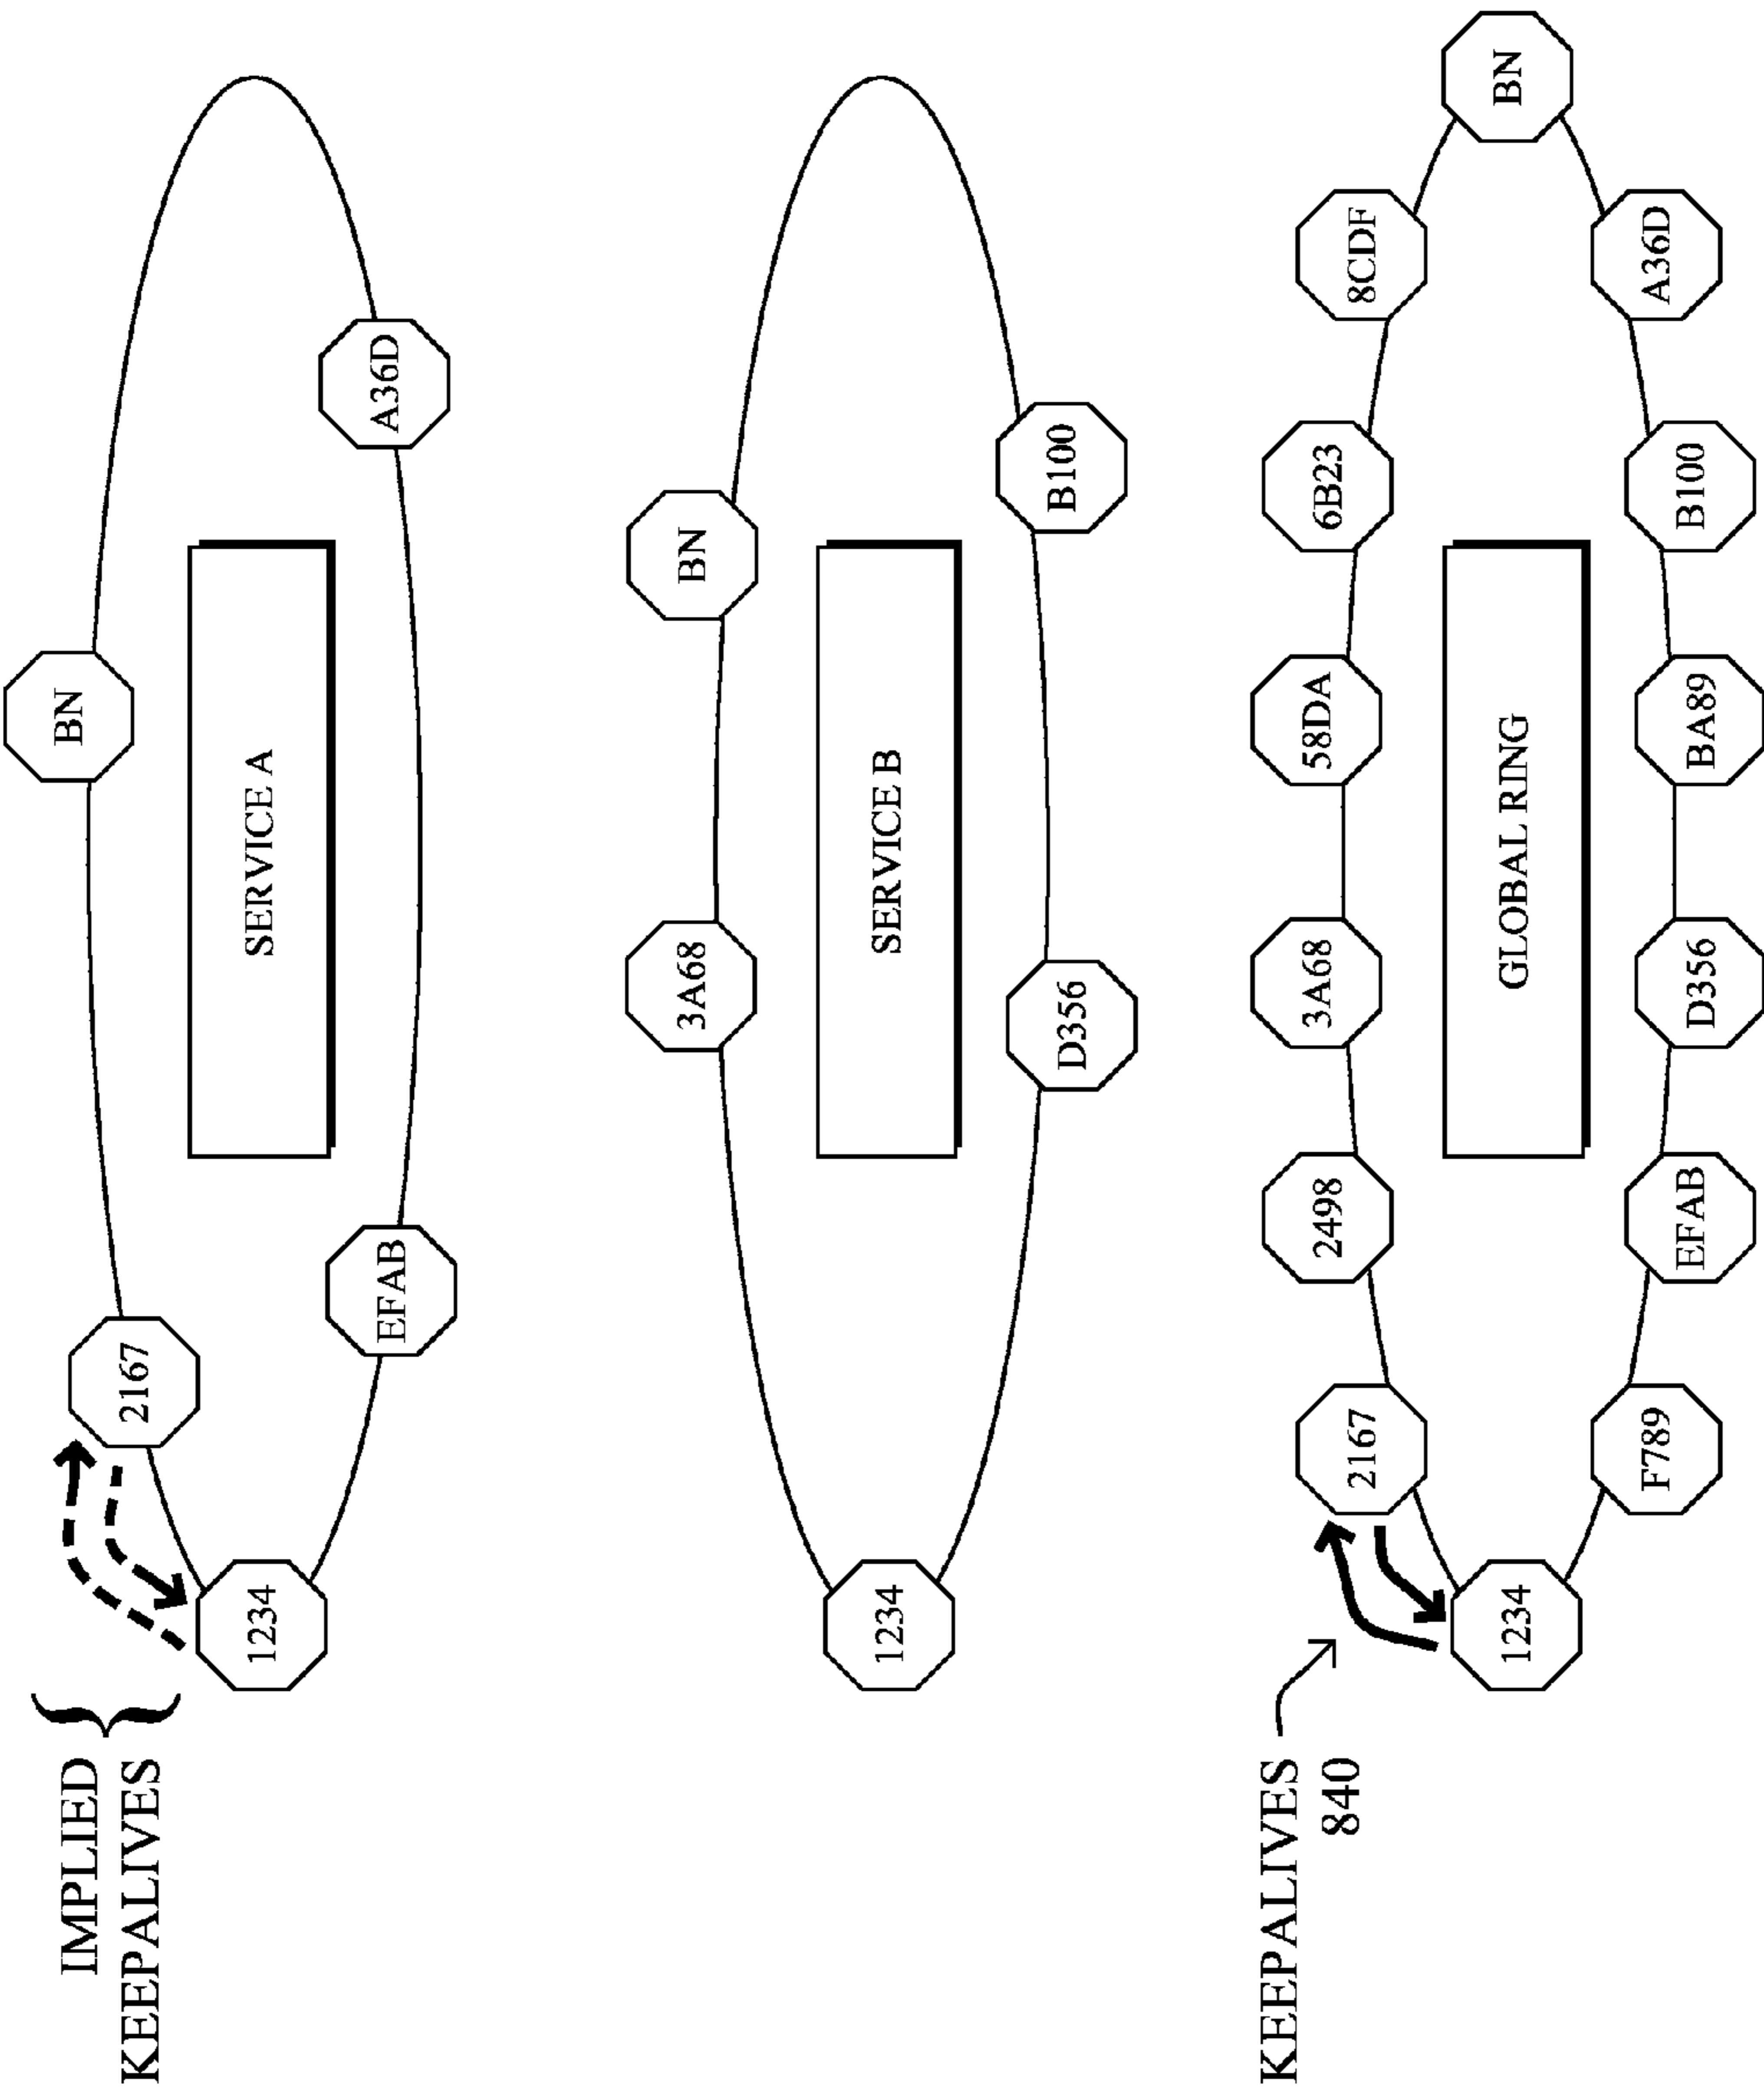 IMPLIED
KEEPALIVES
1234
2167
BN
A36D
EFAB
SERVICE A
1234
3A68
BN
B100
D356
SERVICE B
KEEPALIVES
840
1234
2167
2498
3A68
58DA
6B23
8CDF
BN
A36D
B100
BA89
D356
EFAB
F789
GLOBAL RING